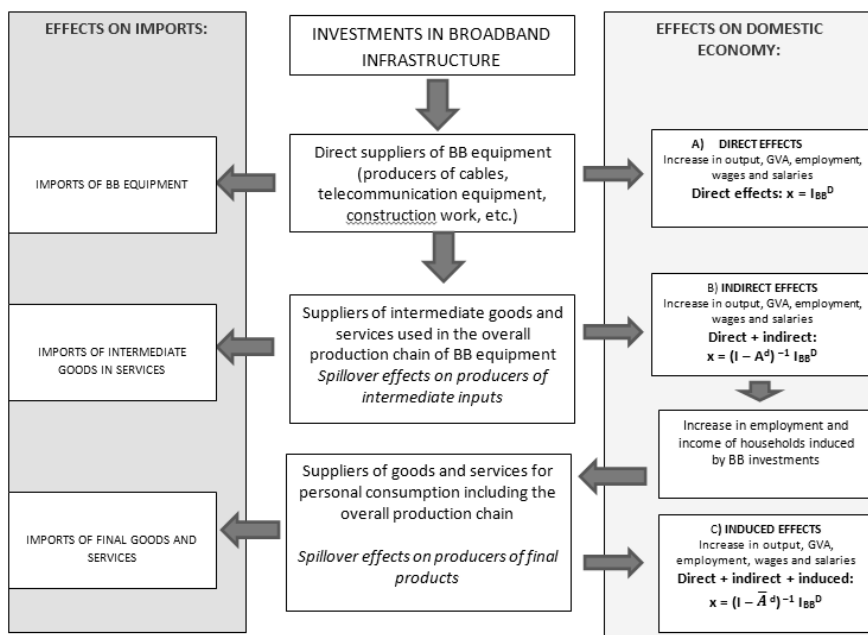 EFFECTS ON IMPORTS:
INVESTMENTS IN BROADBAND
INFRASTRUCTURE
EFFECTS ON DOMESTIC
ECONOMY:
IMPORTS OF BB EQUIPMENT
Direct suppliers of BB equipment
(producers of cables,
telecommunication equipment,
construction work, etc.)
A) DIRECT EFFECTS
Increase in output, GVA, employment,
wages and salaries
Direct effects: x = I_BB^D
IMPORTS OF INTERMEDIATE
GOODS IN SERVICES
Suppliers of intermediate goods and
services used in the overall
production chain of BB equipment
Spillover effects on producers of
intermediate inputs
B) INDIRECT EFFECTS
Increase in output, GVA, employment,
wages and salaries
Direct + indirect:
x = (I – A^d)^–1 I_BB^D
Increase in employment and
income of households induced
by BB investments
IMPORTS OF FINAL GOODS AND
SERVICES
Suppliers of goods and services for
personal consumption including the
overall production chain
Spillover effects on producers of final
products
C) INDUCED EFFECTS
Increase in output, GVA,
employment, wages and salaries
Direct + indirect + induced:
x = (I – A̅^d)^–1 I_BB^D